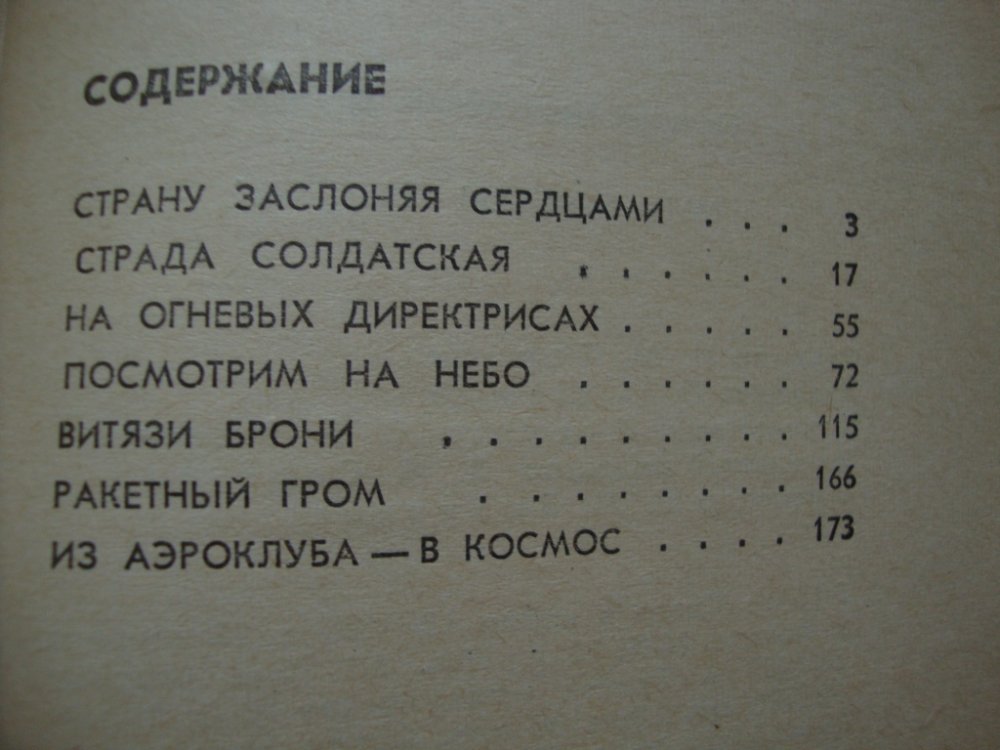 СОДЕРЖАНИЕ
СТРАНУ ЗАСЛОНЯЯ СЕРДЦАМИ . . . 3
СТРАДА СОЛДАТСКАЯ . . . . . . 17
НА ОГНЕВЫХ ДИРЕКТРИСАХ . . . . . 55
ПОСМОТРИМ НА НЕБО . . . . . . 72
ВИТЯЗИ БРОНИ . . . . . . . . . 115
РАКЕТНЫЙ ГРОМ . . . . . . . . 166
ИЗ АЭРОКЛУБА — В КОСМОС . . . . 173